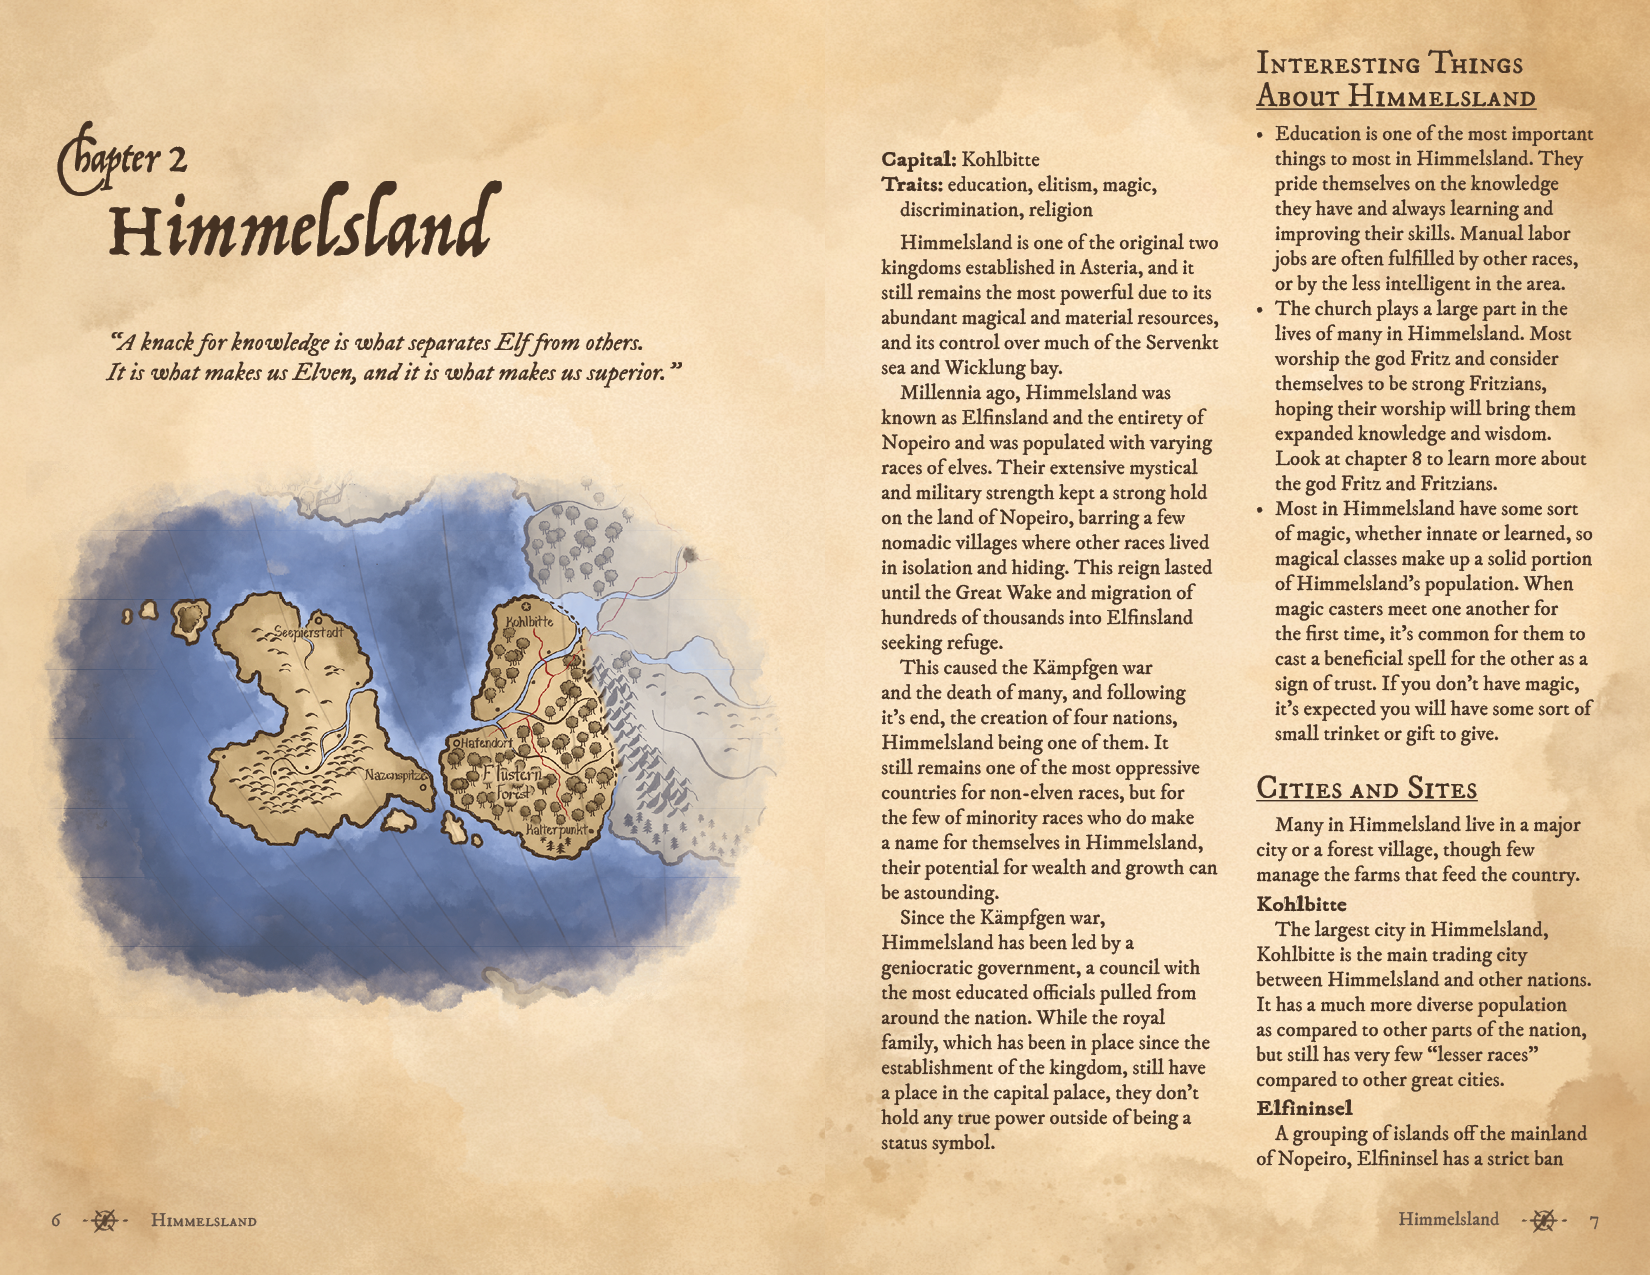 Chapter 2
Himmelsland
“A knack for knowledge is what separates Elf from others.
It is what makes us Elven, and it is what makes us superior.”
Seepierstadt
Kohlbitte
Hafendorf
Nazenspitze
Flüstern
Forest
Kalterpunkt
6
Himmelsland
Capital: Kohlbitte
Traits: education, elitism, magic,
discrimination, religion
Himmelsland is one of the original two
kingdoms established in Asteria, and it
still remains the most powerful due to its
abundant magical and material resources,
and its control over much of the Servenkt
sea and Wicklung bay.
Millennia ago, Himmelsland was
known as Elfinsland and the entirety of
Nopeiro and was populated with varying
races of elves. Their extensive mystical
and military strength kept a strong hold
on the land of Nopeiro, barring a few
nomadic villages where other races lived
in isolation and hiding. This reign lasted
until the Great Wake and migration of
hundreds of thousands into Elfinsland
seeking refuge.
This caused the Kämpfgen war
and the death of many, and following
it’s end, the creation of four nations,
Himmelsland being one of them. It
still remains one of the most oppressive
countries for non-elven races, but for
the few of minority races who do make
a name for themselves in Himmelsland,
their potential for wealth and growth can
be astounding.
Since the Kämpfgen war,
Himmelsland has been led by a
geniocratic government, a council with
the most educated officials pulled from
around the nation. While the royal
family, which has been in place since the
establishment of the kingdom, still have
a place in the capital palace, they don’t
hold any true power outside of being a
status symbol.
Interesting Things
About Himmelsland
• Education is one of the most important
things to most in Himmelsland. They
pride themselves on the knowledge
they have and always learning and
improving their skills. Manual labor
jobs are often fulfilled by other races,
or by the less intelligent in the area.
• The church plays a large part in the
lives of many in Himmelsland. Most
worship the god Fritz and consider
themselves to be strong Fritzians,
hoping their worship will bring them
expanded knowledge and wisdom.
Look at chapter 8 to learn more about
the god Fritz and Fritzians.
• Most in Himmelsland have some sort
of magic, whether innate or learned, so
magical classes make up a solid portion
of Himmelsland’s population. When
magic casters meet one another for
the first time, it’s common for them to
cast a beneficial spell for the other as a
sign of trust. If you don’t have magic,
it’s expected you will have some sort of
small trinket or gift to give.
Cities and Sites
Many in Himmelsland live in a major
city or a forest village, though few
manage the farms that feed the country.
Kohlbitte
The largest city in Himmelsland,
Kohlbitte is the main trading city
between Himmelsland and other nations.
It has a much more diverse population
as compared to other parts of the nation,
but still has very few “lesser races”
compared to other great cities.
Elfininsel
A grouping of islands off the mainland
of Nopeiro, Elfininsel has a strict ban
Himmelsland
7